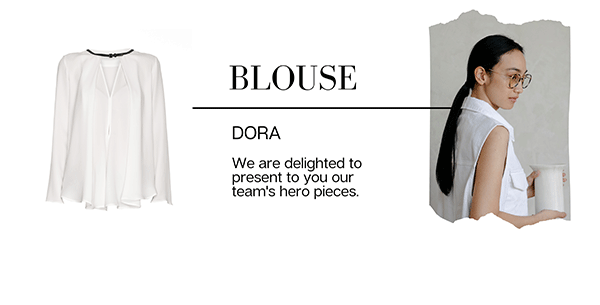 BLOUSE
DORA
We are delighted to
present to you our
team's hero pieces.